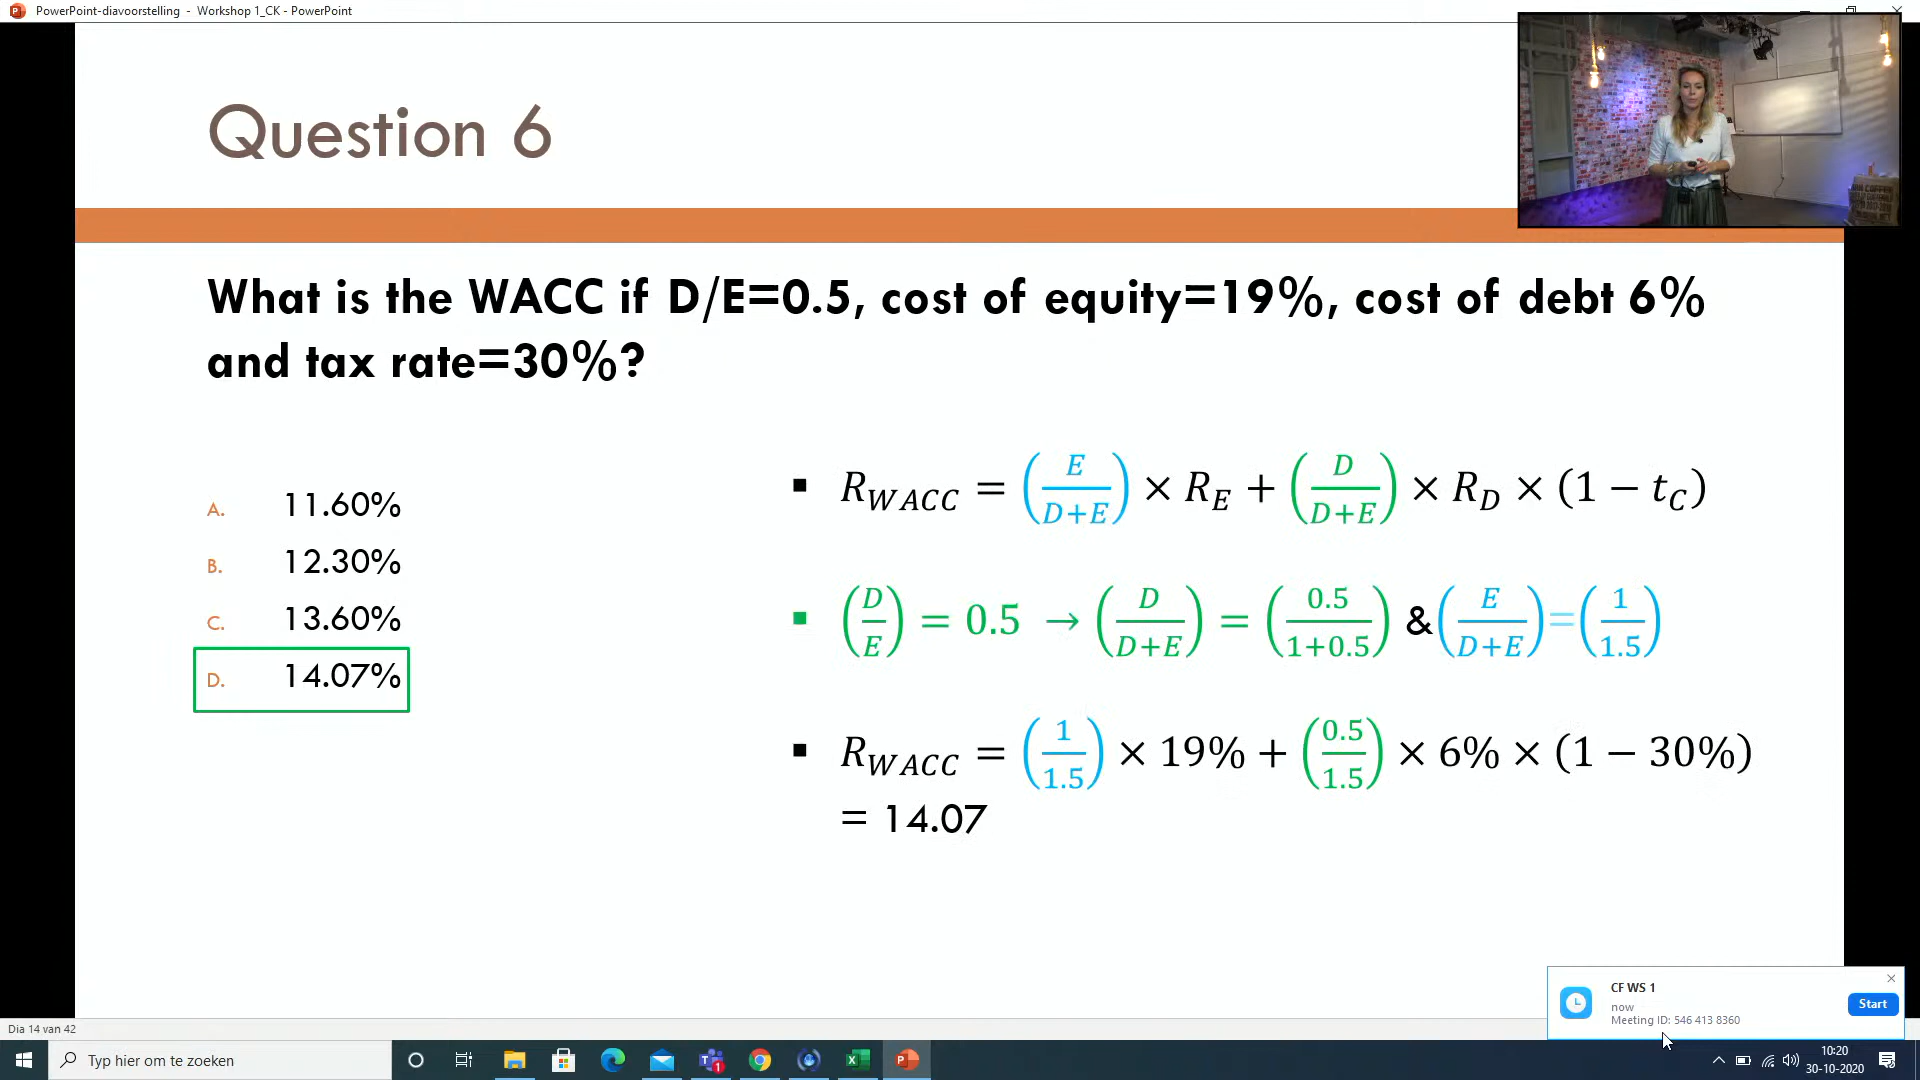 PowerPoint-diavoorstelling - Workshop 1_CK - PowerPoint
Question 6
What is the WACC if D/E=0.5, cost of equity=19%, cost of debt 6%
and tax rate=30%?
A. 11.60%
B. 12.30%
C. 13.60%
D. 14.07%
▪ R_WACC = (E/(D+E)) × R_E + (D/(D+E)) × R_D × (1 − t_C)
▪ (D/E) = 0.5 → (D/(D+E)) = (0.5/(1+0.5)) & (E/(D+E)) = (1/1.5)
▪ R_WACC = (1/1.5) × 19% + (0.5/1.5) × 6% × (1 − 30%)
= 14.07
CF WS 1
now
Meeting ID: 546 413 8360
Start
Dia 14 van 42
Typ hier om te zoeken
1
10:20
30-10-2020